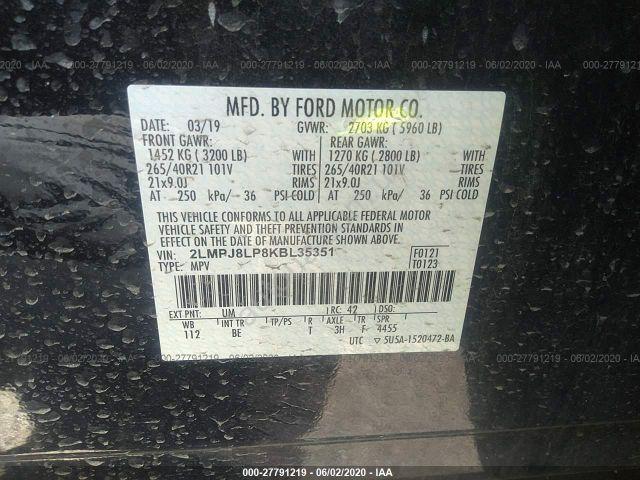 000-27791219 - 06/02/2020 - IAA
MFD. BY FORD MOTOR CO.
DATE: 03/19 GVWR: 2703 KG ( 5960 LB)
FRONT GAWR: REAR GAWR:
1452 KG ( 3200 LB) WITH 1270 KG ( 2800 LB) WITH
265/40R21 101V TIRES 265/40R21 101V TIRES
21x9.0J RIMS 21x9.0J RIMS
AT 250 kPa/ 36 PSI COLD AT 250 kPa/ 36 PSI COLD
THIS VEHICLE CONFORMS TO ALL APPLICABLE FEDERAL MOTOR
VEHICLE SAFETY AND THEFT PREVENTION STANDARDS IN
EFFECT ON THE DATE OF MANUFACTURE SHOWN ABOVE.
VIN: 2LMPJ8LP8KBL35351 F0121
TYPE: MPV T0123
EXT PNT: UM RC: 42 DSO:
WB INT TR TP/PS R AXLE TR SPR
112 BE T 3H F 4455
UTC ▽ 5U5A-1520472-BA
000-27791219 06/02/2020
000-27791219 - 06/02/2020 - IAA